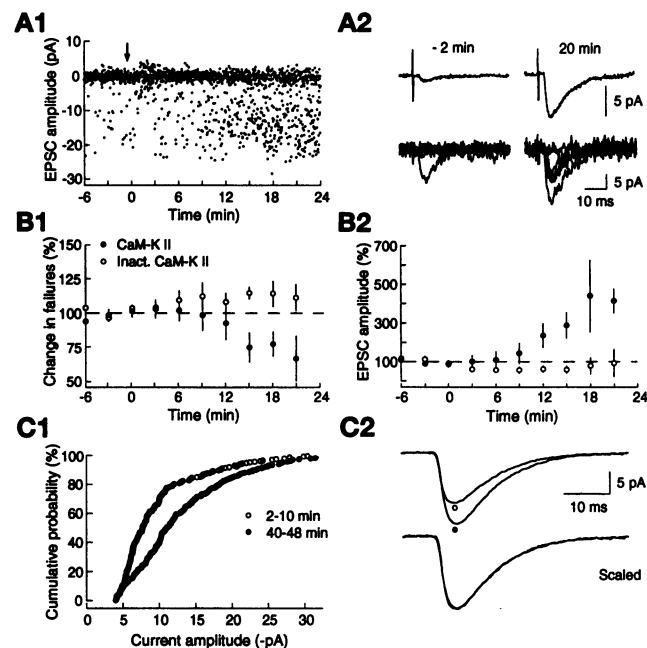 A1
EPSC amplitude (pA)
10
0
-10
-20
-30
-6
0
6
12
18
24
Time (min)
A2
- 2 min
20 min
5 pA
5 pA
10 ms
B1
Change in failures (%)
150
125
100
75
50
CaM-K II
Inact. CaM-K II
-6
0
6
12
18
24
Time (min)
B2
EPSC amplitude (%)
700
500
300
100
-6
0
6
12
18
24
Time (min)
C1
Cumulative probability (%)
100
80
60
40
20
0
2-10 min
40-48 min
0
5
10
15
20
25
30
Current amplitude (-pA)
C2
5 pA
10 ms
Scaled